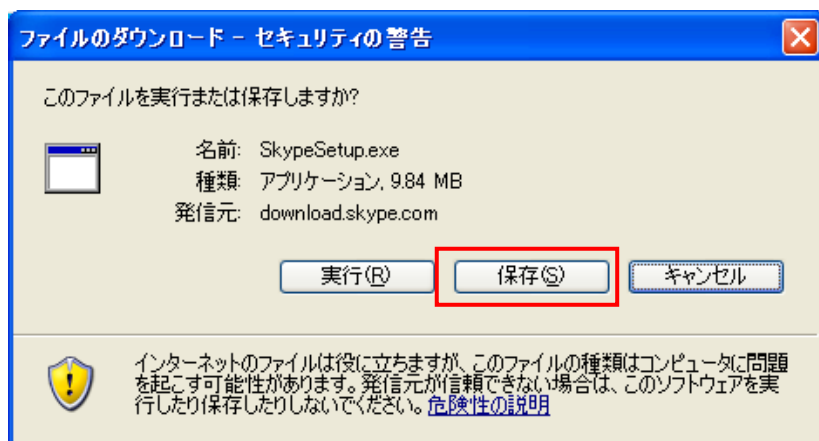 ファイルのダウンロード - セキュリティの警告
このファイルを実行または保存しますか?
名前: SkypeSetup.exe
種類: アプリケーション, 9.84 MB
発信元: download.skype.com
実行(R) 保存(S) キャンセル
インターネットのファイルは役に立ちますが、このファイルの種類はコンピュータに問題
を起こす可能性があります。発信元が信頼できない場合は、このソフトウェアを実
行したり保存したりしないでください。危険性の説明